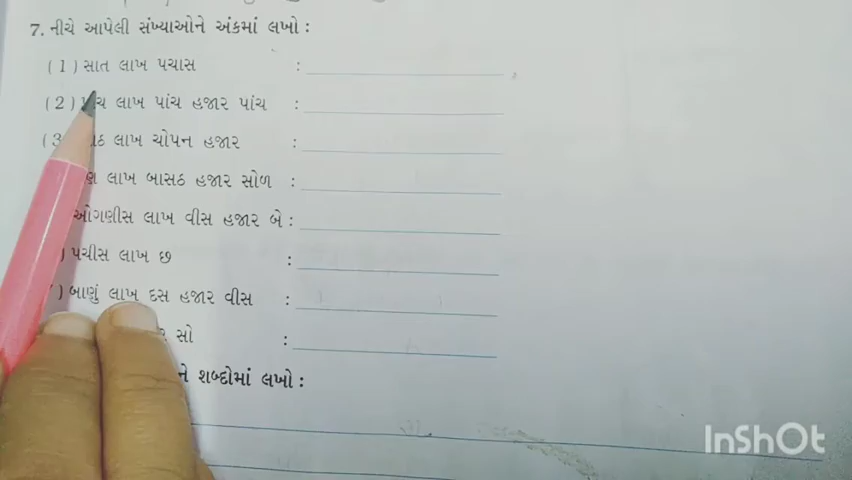 7. નીચે આપેલી સંખ્યાઓને અંકમાં લખો :
(1) સાત લાખ પચાસ :
(2) લાખ પાંચ હજાર પાંચ :
(3 લાખ ચોપન હજાર :
લાખ બાસઠ હજાર સોળ :
ઓગણીસ લાખ વીસ હજાર બે :
) પચીસ લાખ છ :
) બાણું લાખ દસ હજાર વીસ :
સો :
ને શબ્દોમાં લખો :
InShOt